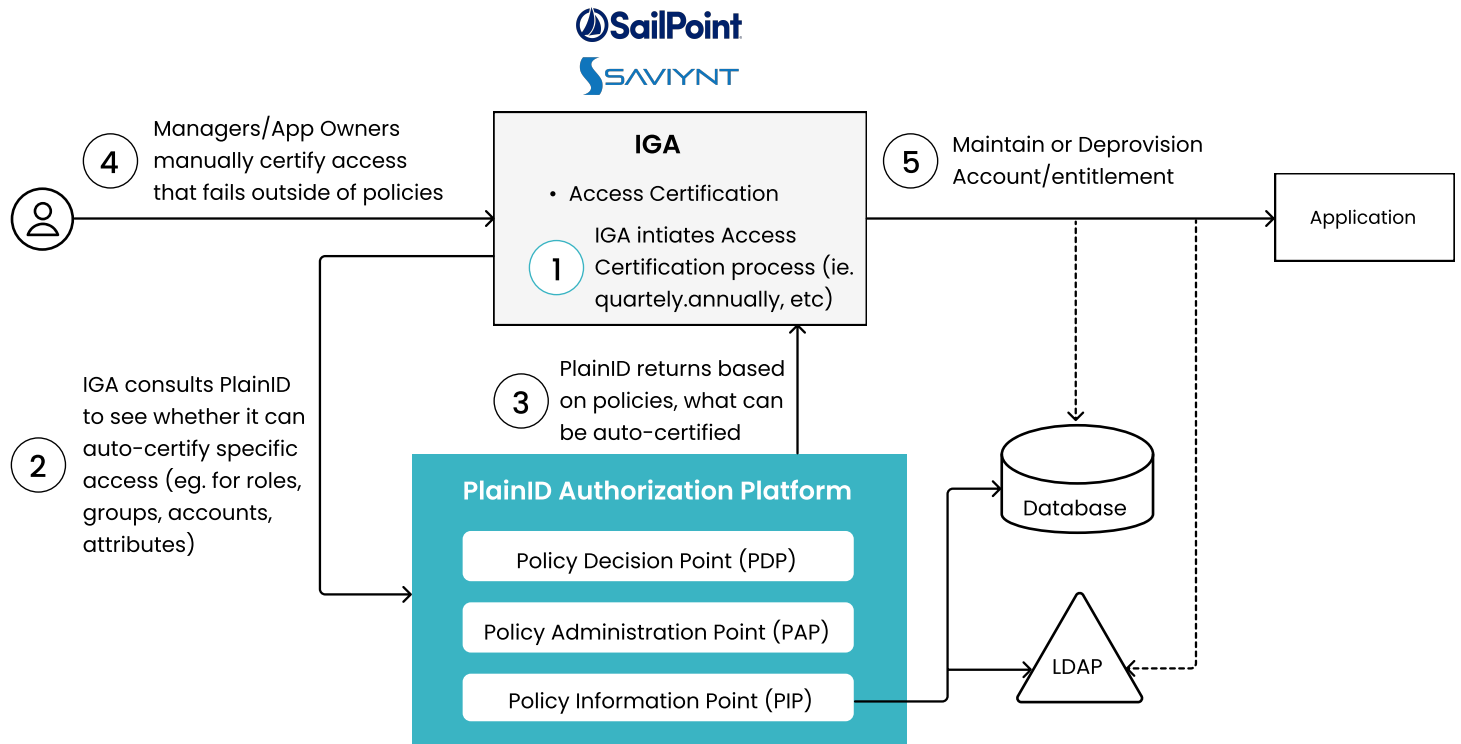 SailPoint
SAVIYNT
4
Managers/App Owners
manually certify access
that fails outside of policies
IGA
• Access Certification
1
IGA intiates Access
Certification process (ie.
quartely.annually, etc)
5
Maintain or Deprovision
Account/entitlement
Application
2
IGA consults PlainID
to see whether it can
auto-certify specific
access (eg. for roles,
groups, accounts,
attributes)
3
PlainID returns based
on policies, what can
be auto-certified
PlainID Authorization Platform
Policy Decision Point (PDP)
Policy Administration Point (PAP)
Policy Information Point (PIP)
Database
LDAP